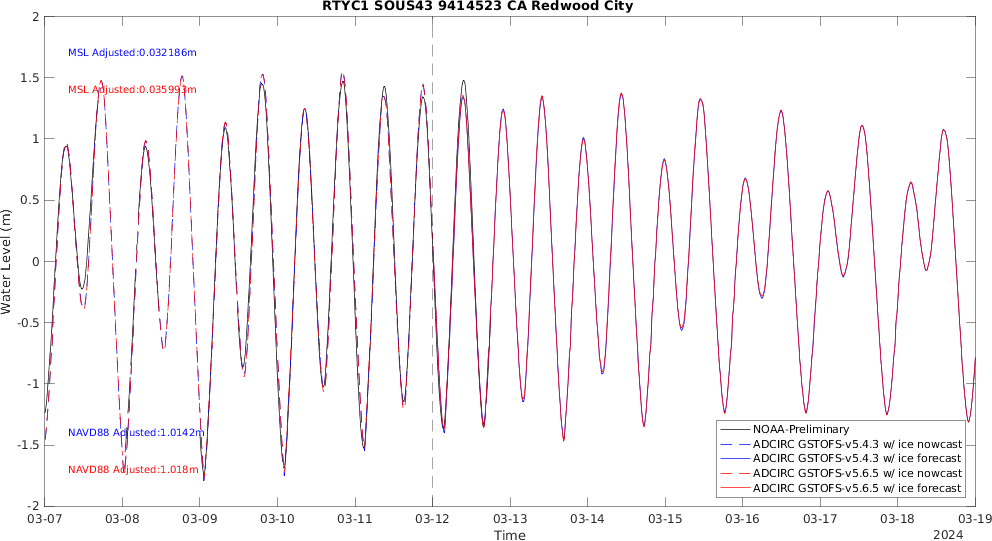 RTYC1 SOUS43 9414523 CA Redwood City
2
1.5
1
0.5
0
-0.5
-1
-1.5
-2
Water Level (m)
MSL Adjusted:0.032186m
MSL Adjusted:0.035993m
NAVD88 Adjusted:1.0142m
NAVD88 Adjusted:1.018m
NOAA-Preliminary
ADCIRC GSTOFS-v5.4.3 w/ ice nowcast
ADCIRC GSTOFS-v5.4.3 w/ ice forecast
ADCIRC GSTOFS-v5.6.5 w/ ice nowcast
ADCIRC GSTOFS-v5.6.5 w/ ice forecast
03-07 03-08 03-09 03-10 03-11 03-12 03-13 03-14 03-15 03-16 03-17 03-18 03-19
Time
2024